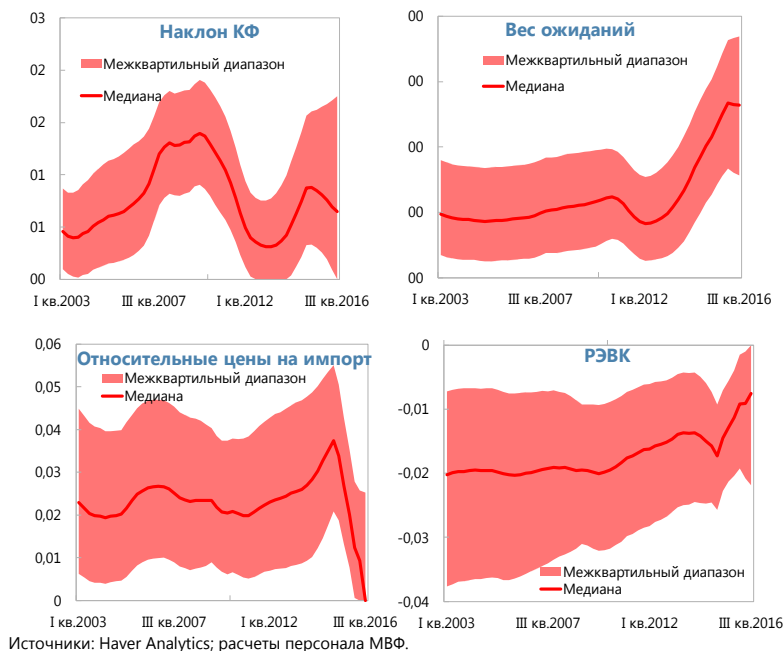 Наклон КФ
03
02
02
01
01
00
Межквартильный диапазон
Медиана
I кв.2003
III кв.2007
I кв.2012
III кв.2016
Вес ожиданий
00
00
00
00
00
Межквартильный диапазон
Медиана
I кв.2003
III кв.2007
I кв.2012
III кв.2016
Относительные цены на импорт
0,06
0,05
0,04
0,03
0,02
0,01
0
Межквартильный диапазон
Медиана
I кв.2003
III кв.2007
I кв.2012
III кв.2016
РЭВК
0
-0,01
-0,02
-0,03
-0,04
Межквартильный диапазон
Медиана
I кв.2003
III кв.2007
I кв.2012
III кв.2016
Источники: Haver Analytics; расчеты персонала МВФ.